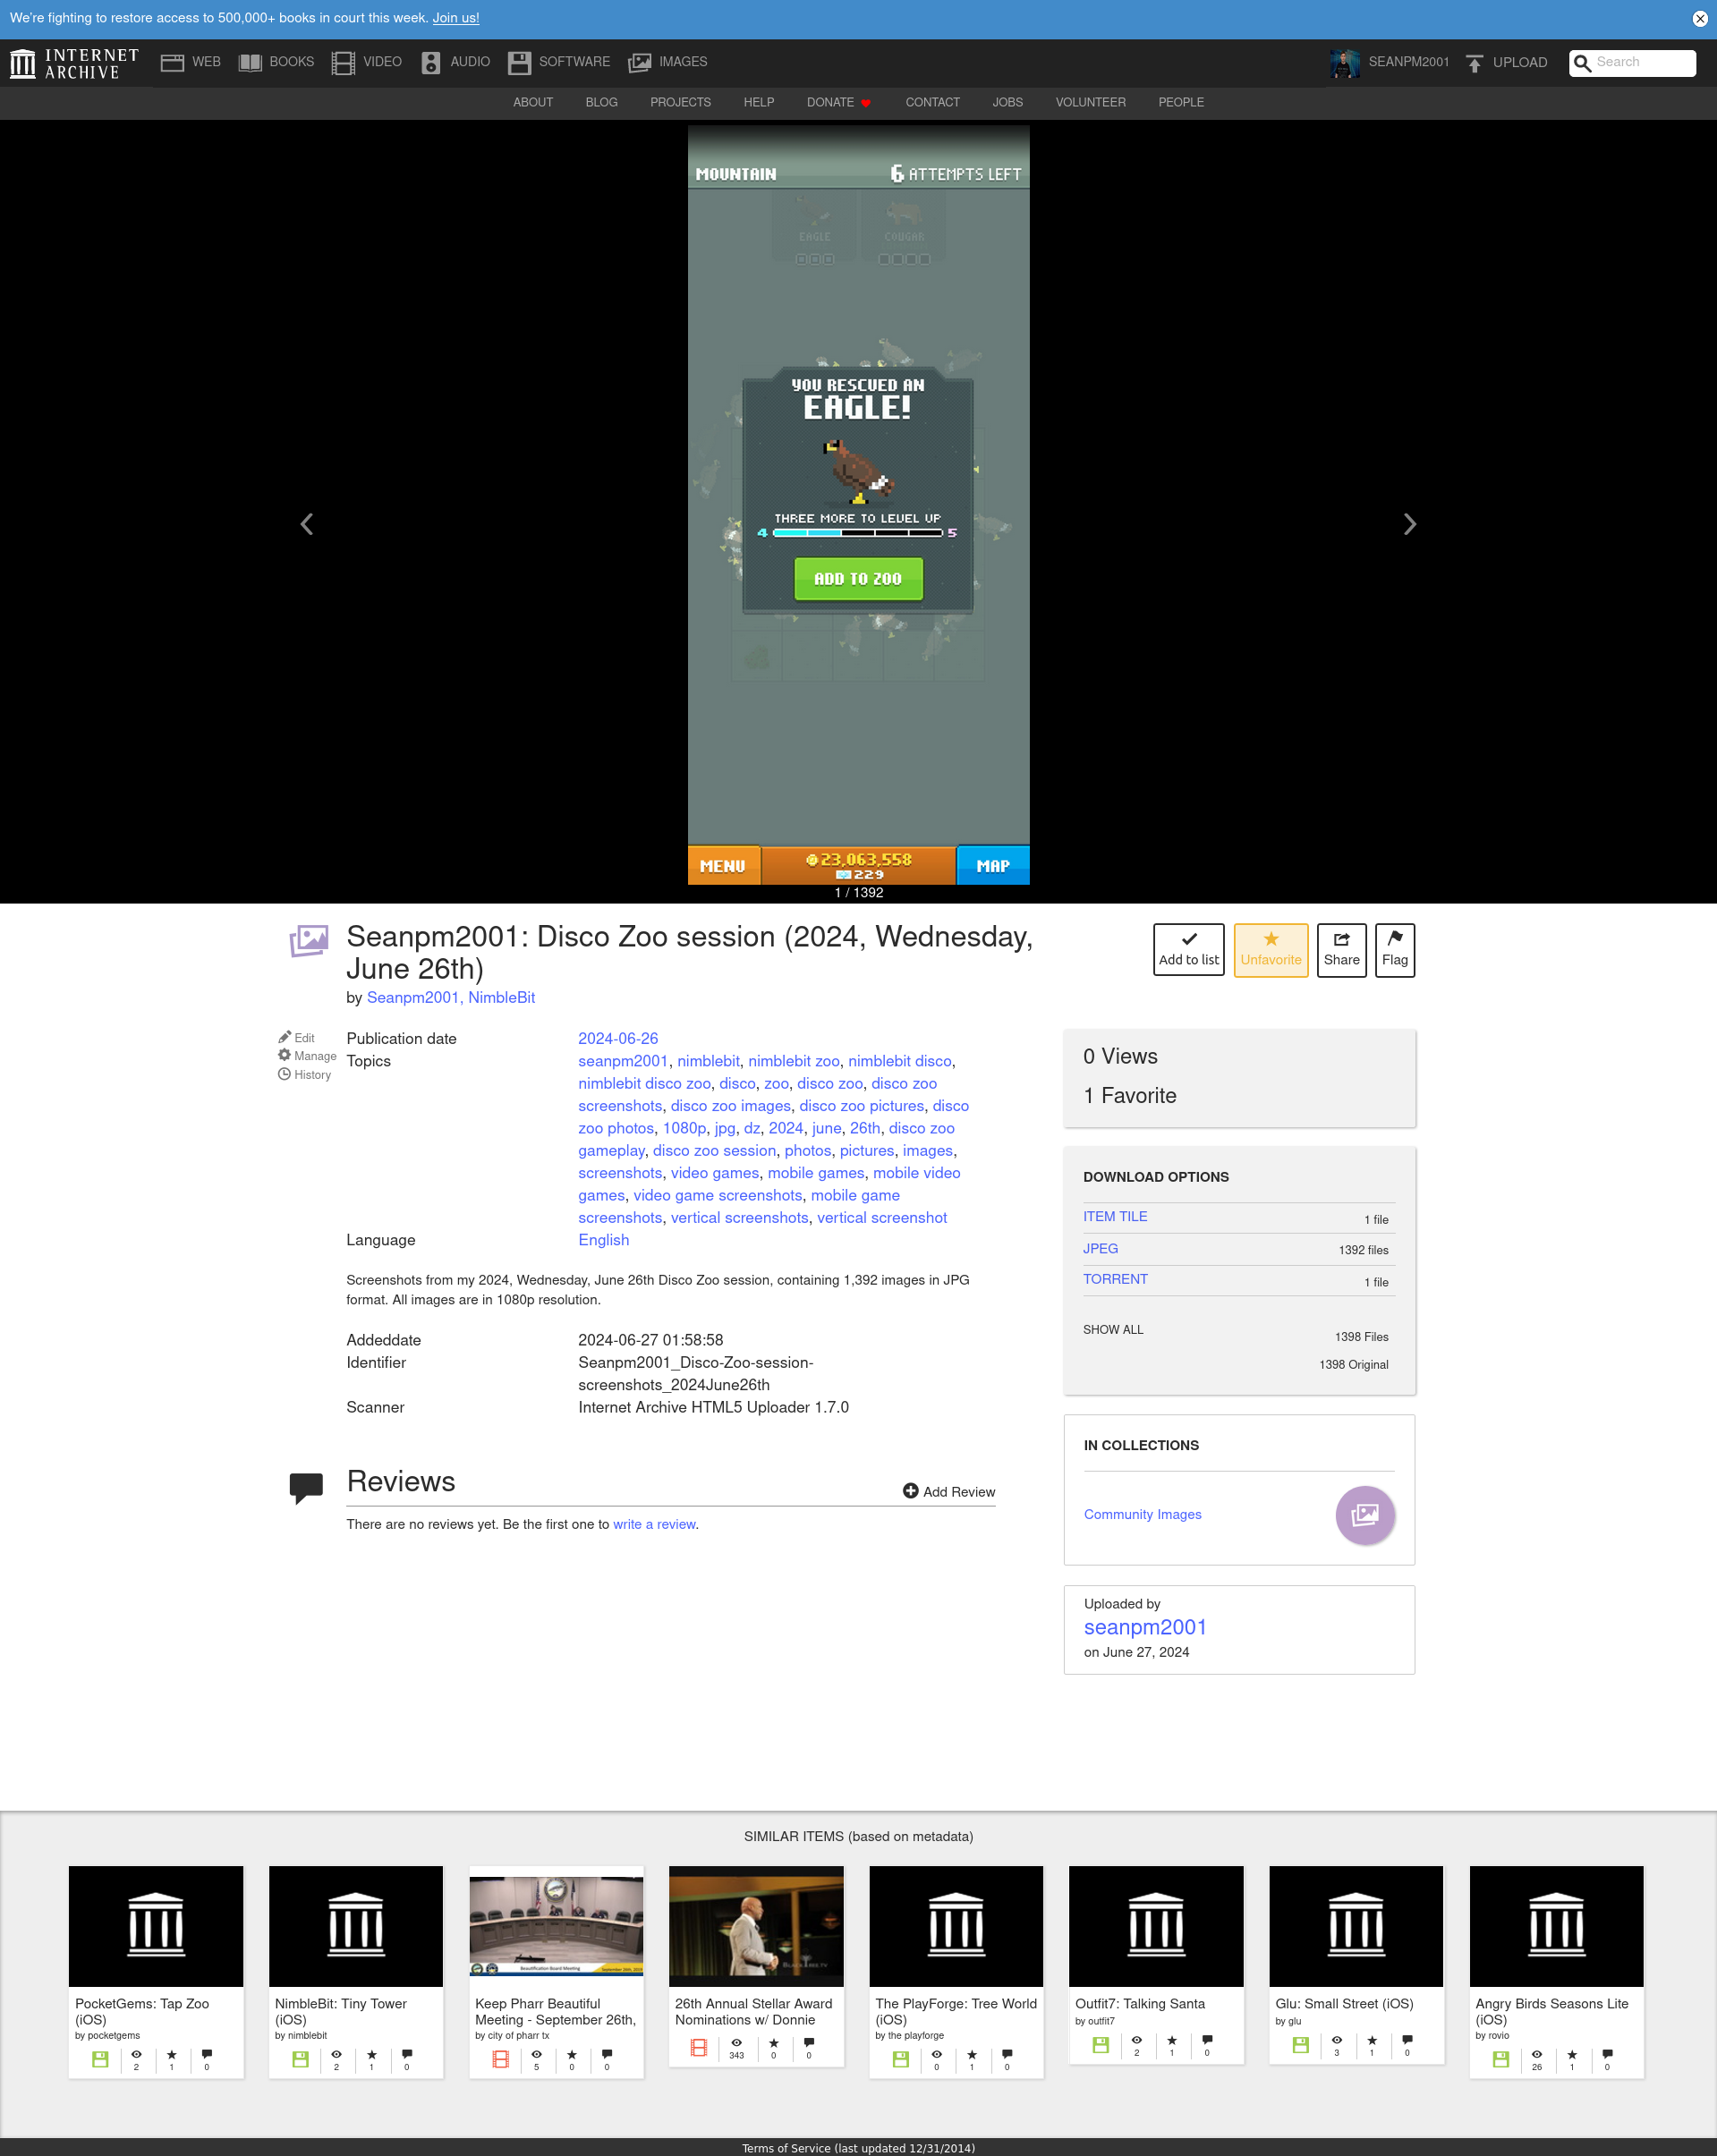 We're fighting to restore access to 500,000+ books in court this week. Join us!
INTERNET ARCHIVE
WEB BOOKS VIDEO AUDIO SOFTWARE IMAGES SEANPM2001 UPLOAD Search
ABOUT BLOG PROJECTS HELP DONATE CONTACT JOBS VOLUNTEER PEOPLE
MOUNTAIN 6 ATTEMPTS LEFT
EAGLE COUGAR
YOU RESCUED AN
EAGLE!
THREE MORE TO LEVEL UP
4 5
ADD TO ZOO
MENU 23,063,558 MAP
229
1 / 1392
Seanpm2001: Disco Zoo session (2024, Wednesday,
June 26th)
by Seanpm2001, NimbleBit
Add to list Unfavorite Share Flag
Edit
Manage
History
Publication date 2024-06-26
Topics seanpm2001, nimblebit, nimblebit zoo, nimblebit disco,
nimblebit disco zoo, disco, zoo, disco zoo, disco zoo
screenshots, disco zoo images, disco zoo pictures, disco
zoo photos, 1080p, jpg, dz, 2024, june, 26th, disco zoo
gameplay, disco zoo session, photos, pictures, images,
screenshots, video games, mobile games, mobile video
games, video game screenshots, mobile game
screenshots, vertical screenshots, vertical screenshot
Language English
Screenshots from my 2024, Wednesday, June 26th Disco Zoo session, containing 1,392 images in JPG
format. All images are in 1080p resolution.
Addeddate 2024-06-27 01:58:58
Identifier Seanpm2001_Disco-Zoo-session-
screenshots_2024June26th
Scanner Internet Archive HTML5 Uploader 1.7.0
Reviews
Add Review
There are no reviews yet. Be the first one to write a review.
0 Views
1 Favorite
DOWNLOAD OPTIONS
ITEM TILE 1 file
JPEG 1392 files
TORRENT 1 file
SHOW ALL 1398 Files
1398 Original
IN COLLECTIONS
Community Images
Uploaded by
seanpm2001
on June 27, 2024
SIMILAR ITEMS (based on metadata)
Beautification Board Meeting
PocketGems: Tap Zoo
(iOS)
by pocketgems
2 1 0
NimbleBit: Tiny Tower
(iOS)
by nimblebit
2 1 0
Keep Pharr Beautiful
Meeting - September 26th,
by city of pharr tx
5 0 0
26th Annual Stellar Award
Nominations w/ Donnie
343 0 0
The PlayForge: Tree World
(iOS)
by the playforge
0 1 0
Outfit7: Talking Santa
by outfit7
2 1 0
Glu: Small Street (iOS)
by glu
3 1 0
Angry Birds Seasons Lite
(iOS)
by rovio
26 1 0
Terms of Service (last updated 12/31/2014)